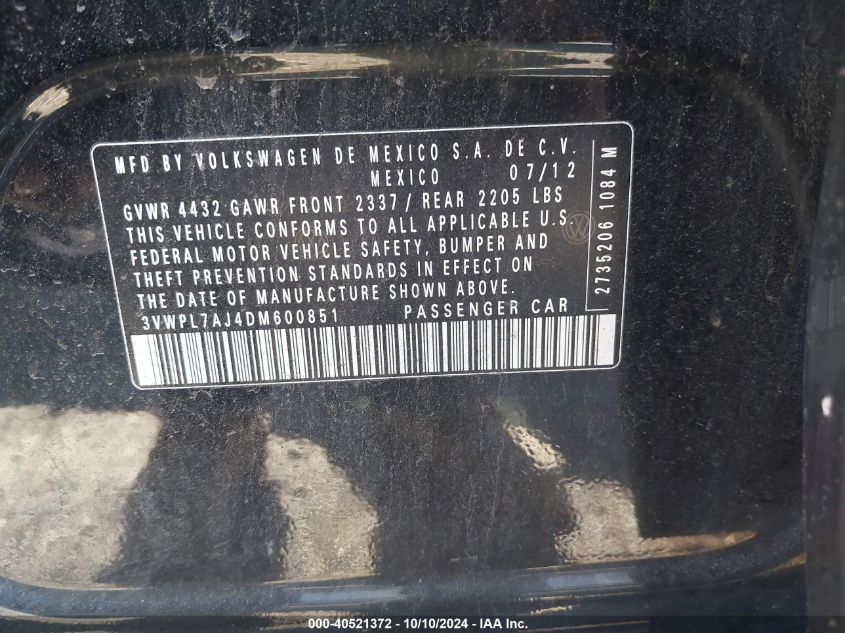 MFD BY VOLKSWAGEN DE MEXICO S.A. DE C.V.
MEXICO 07/12
GVWR 4432 GAWR FRONT 2337 / REAR 2205 LBS
THIS VEHICLE CONFORMS TO ALL APPLICABLE U.S.
FEDERAL MOTOR VEHICLE SAFETY, BUMPER AND
THEFT PREVENTION STANDARDS IN EFFECT ON
THE DATE OF MANUFACTURE SHOWN ABOVE.
3VWPL7AJ4DM600851 PASSENGER CAR
2735206 1084 M
000-40521372 - 10/10/2024 - IAA, Inc.